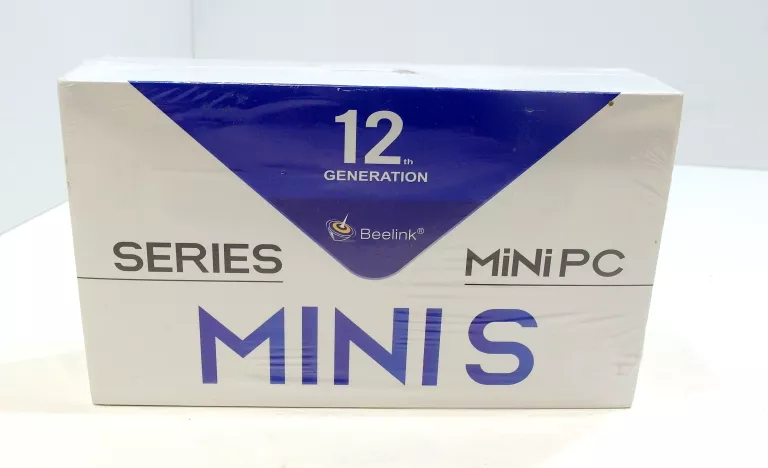 12th
GENERATION
Beelink®
SERIES
MiNi PC
MINI S